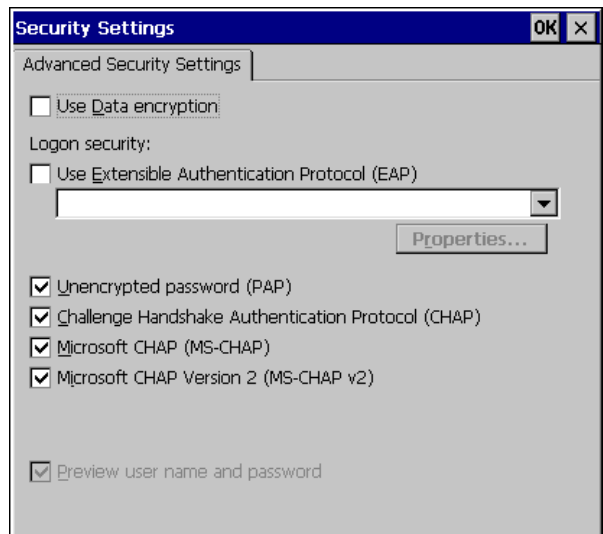 Security Settings OK ×
Advanced Security Settings
Use Data encryption
Logon security:
Use Extensible Authentication Protocol (EAP)
Properties...
Unencrypted password (PAP)
Challenge Handshake Authentication Protocol (CHAP)
Microsoft CHAP (MS-CHAP)
Microsoft CHAP Version 2 (MS-CHAP v2)
Preview user name and password